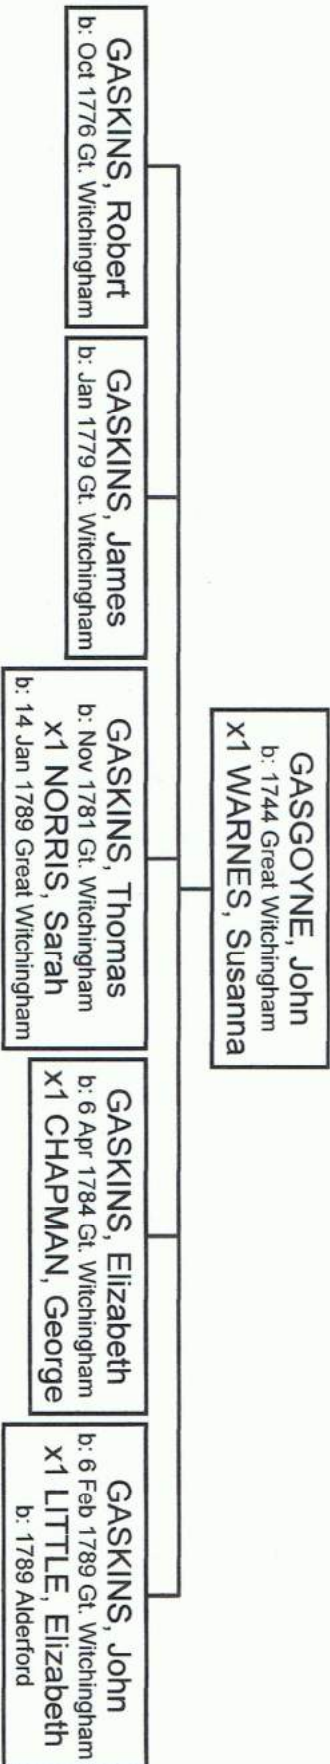 GASGOYNE, John
b: 1744 Great Witchingham
x1 WARNES, Susanna
GASKINS, Robert
b: Oct 1776 Gt. Witchingham
GASKINS, James
b: Jan 1779 Gt. Witchingham
GASKINS, Thomas
b: Nov 1781 Gt. Witchingham
x1 NORRIS, Sarah
b: 14 Jan 1789 Great Witchingham
GASKINS, Elizabeth
b: 6 Apr 1784 Gt. Witchingham
x1 CHAPMAN, George
GASKINS, John
b: 6 Feb 1789 Gt. Witchingham
x1 LITTLE, Elizabeth
b: 1789 Alderford